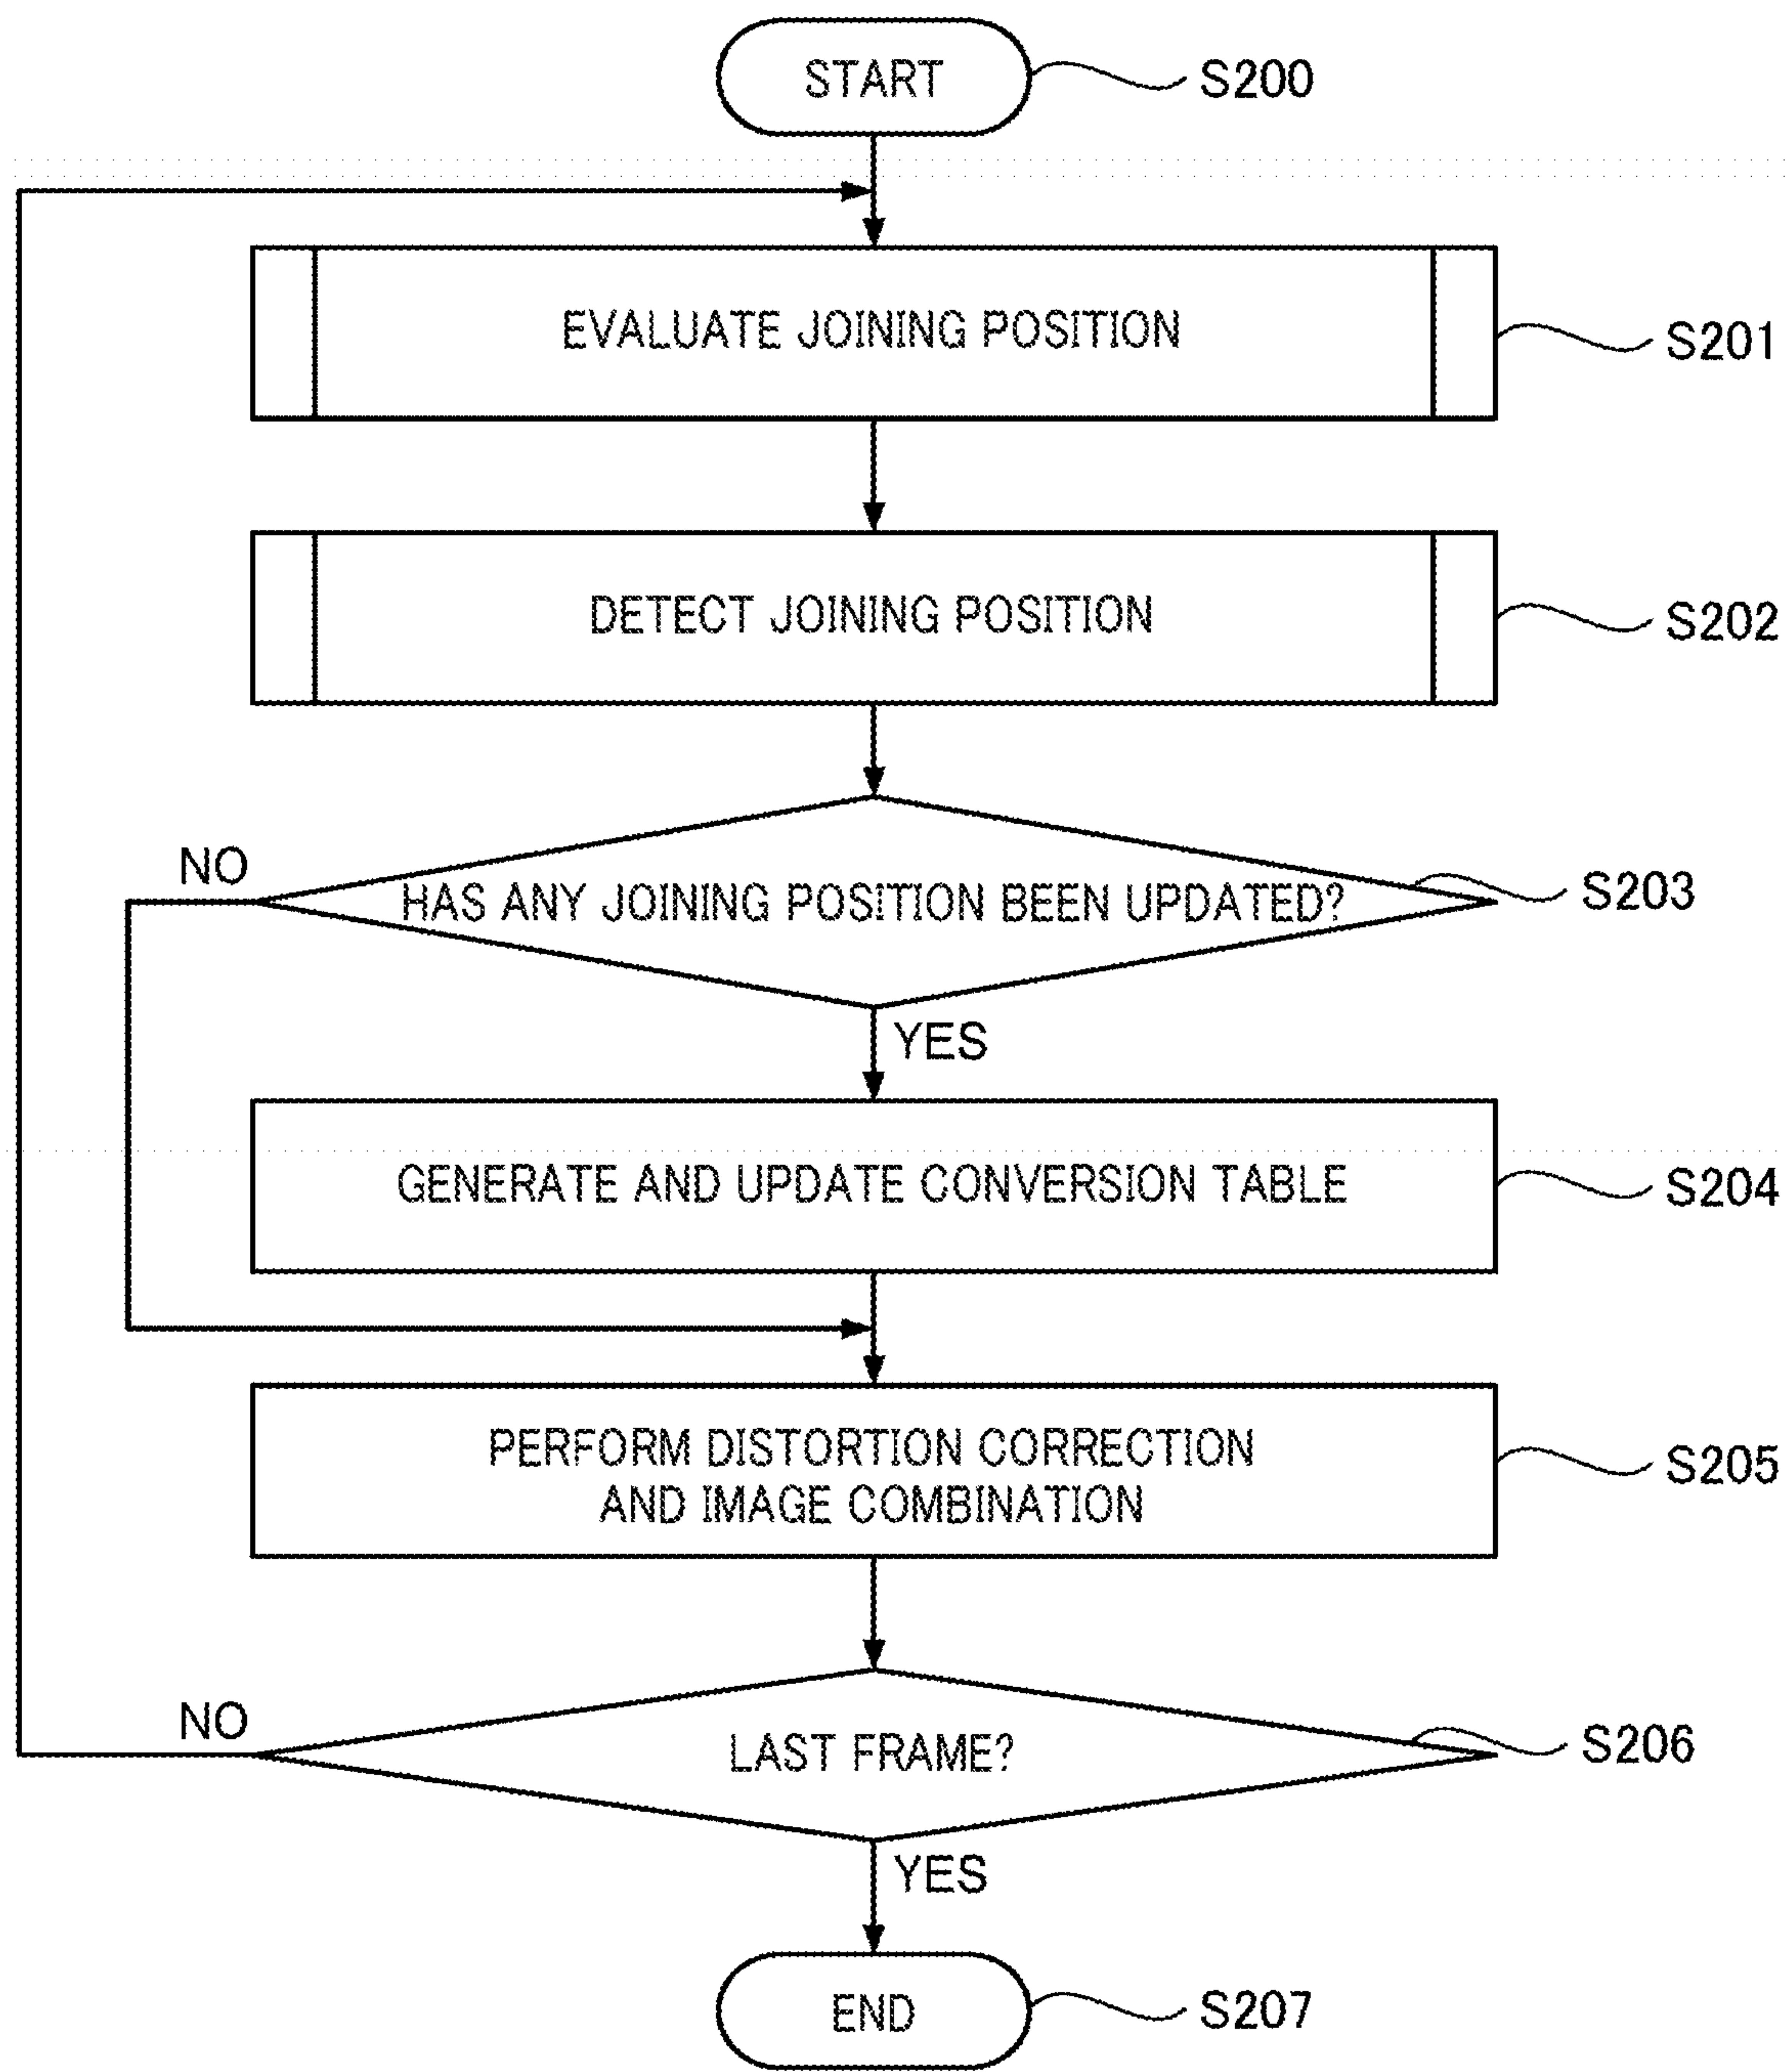 START
S200
EVALUATE JOINING POSITION
S201
DETECT JOINING POSITION
S202
NO
HAS ANY JOINING POSITION BEEN UPDATED?
S203
YES
GENERATE AND UPDATE CONVERSION TABLE
S204
PERFORM DISTORTION CORRECTION
AND IMAGE COMBINATION
S205
NO
LAST FRAME?
S206
YES
END
S207